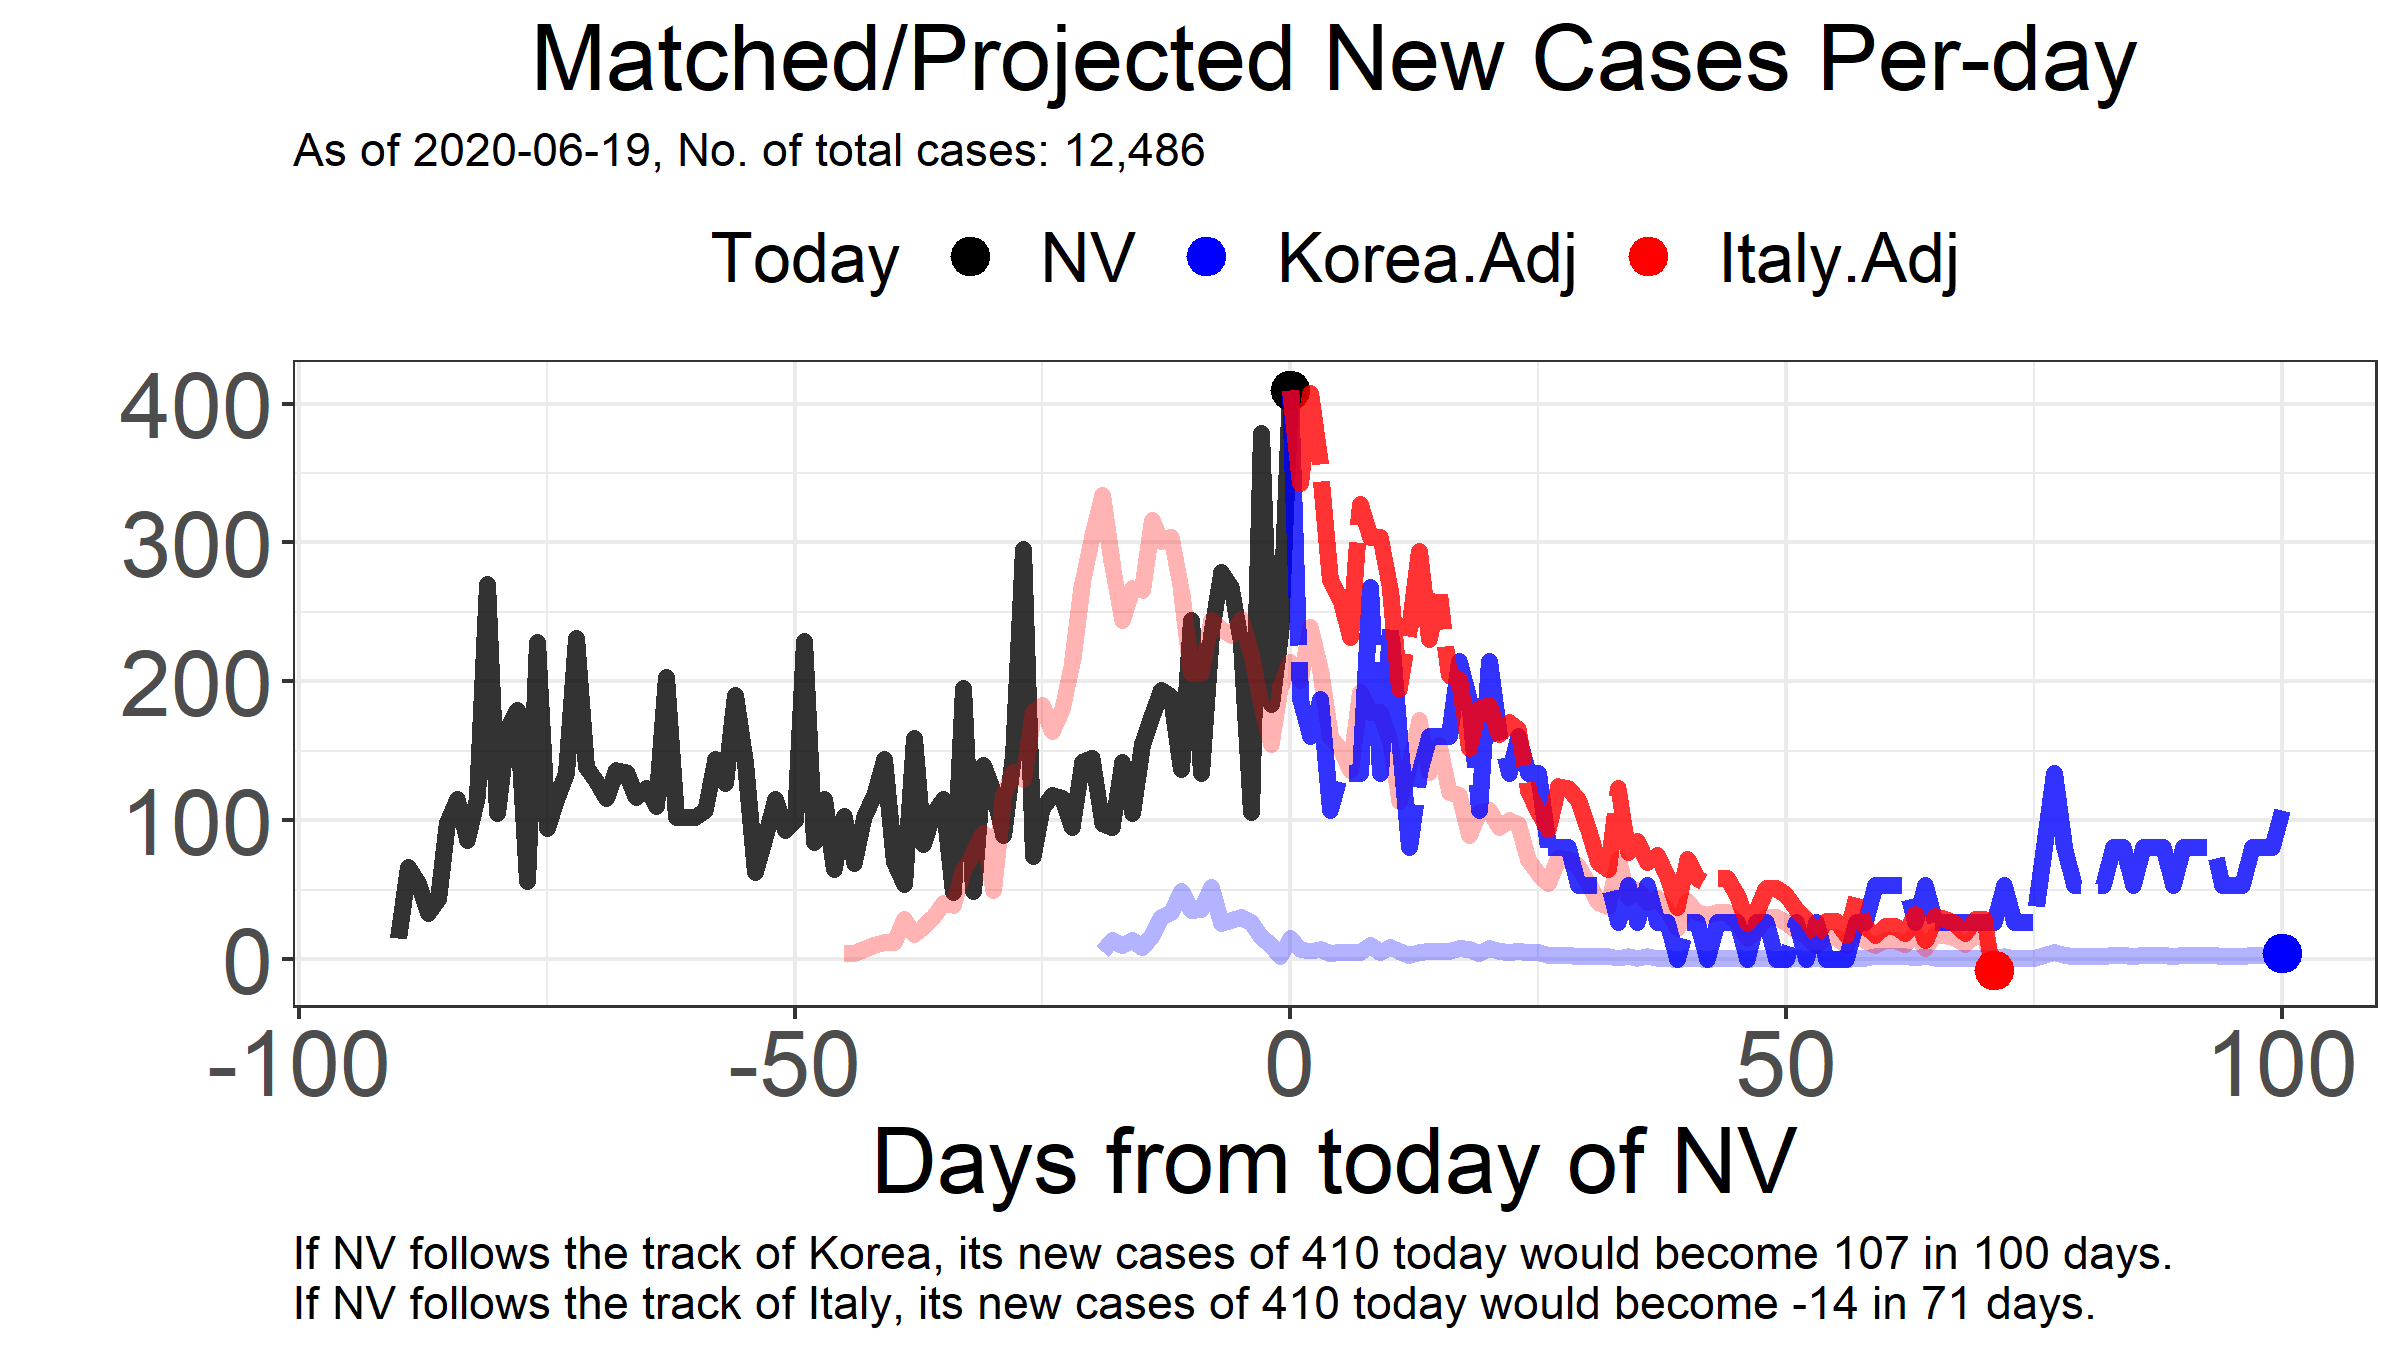 Matched/Projected New Cases Per-day
As of 2020-06-19, No. of total cases: 12,486
Today NV Korea.Adj Italy.Adj
400
300
200
100
0
-100 -50 0 50 100
Days from today of NV
If NV follows the track of Korea, its new cases of 410 today would become 107 in 100 days.
If NV follows the track of Italy, its new cases of 410 today would become -14 in 71 days.